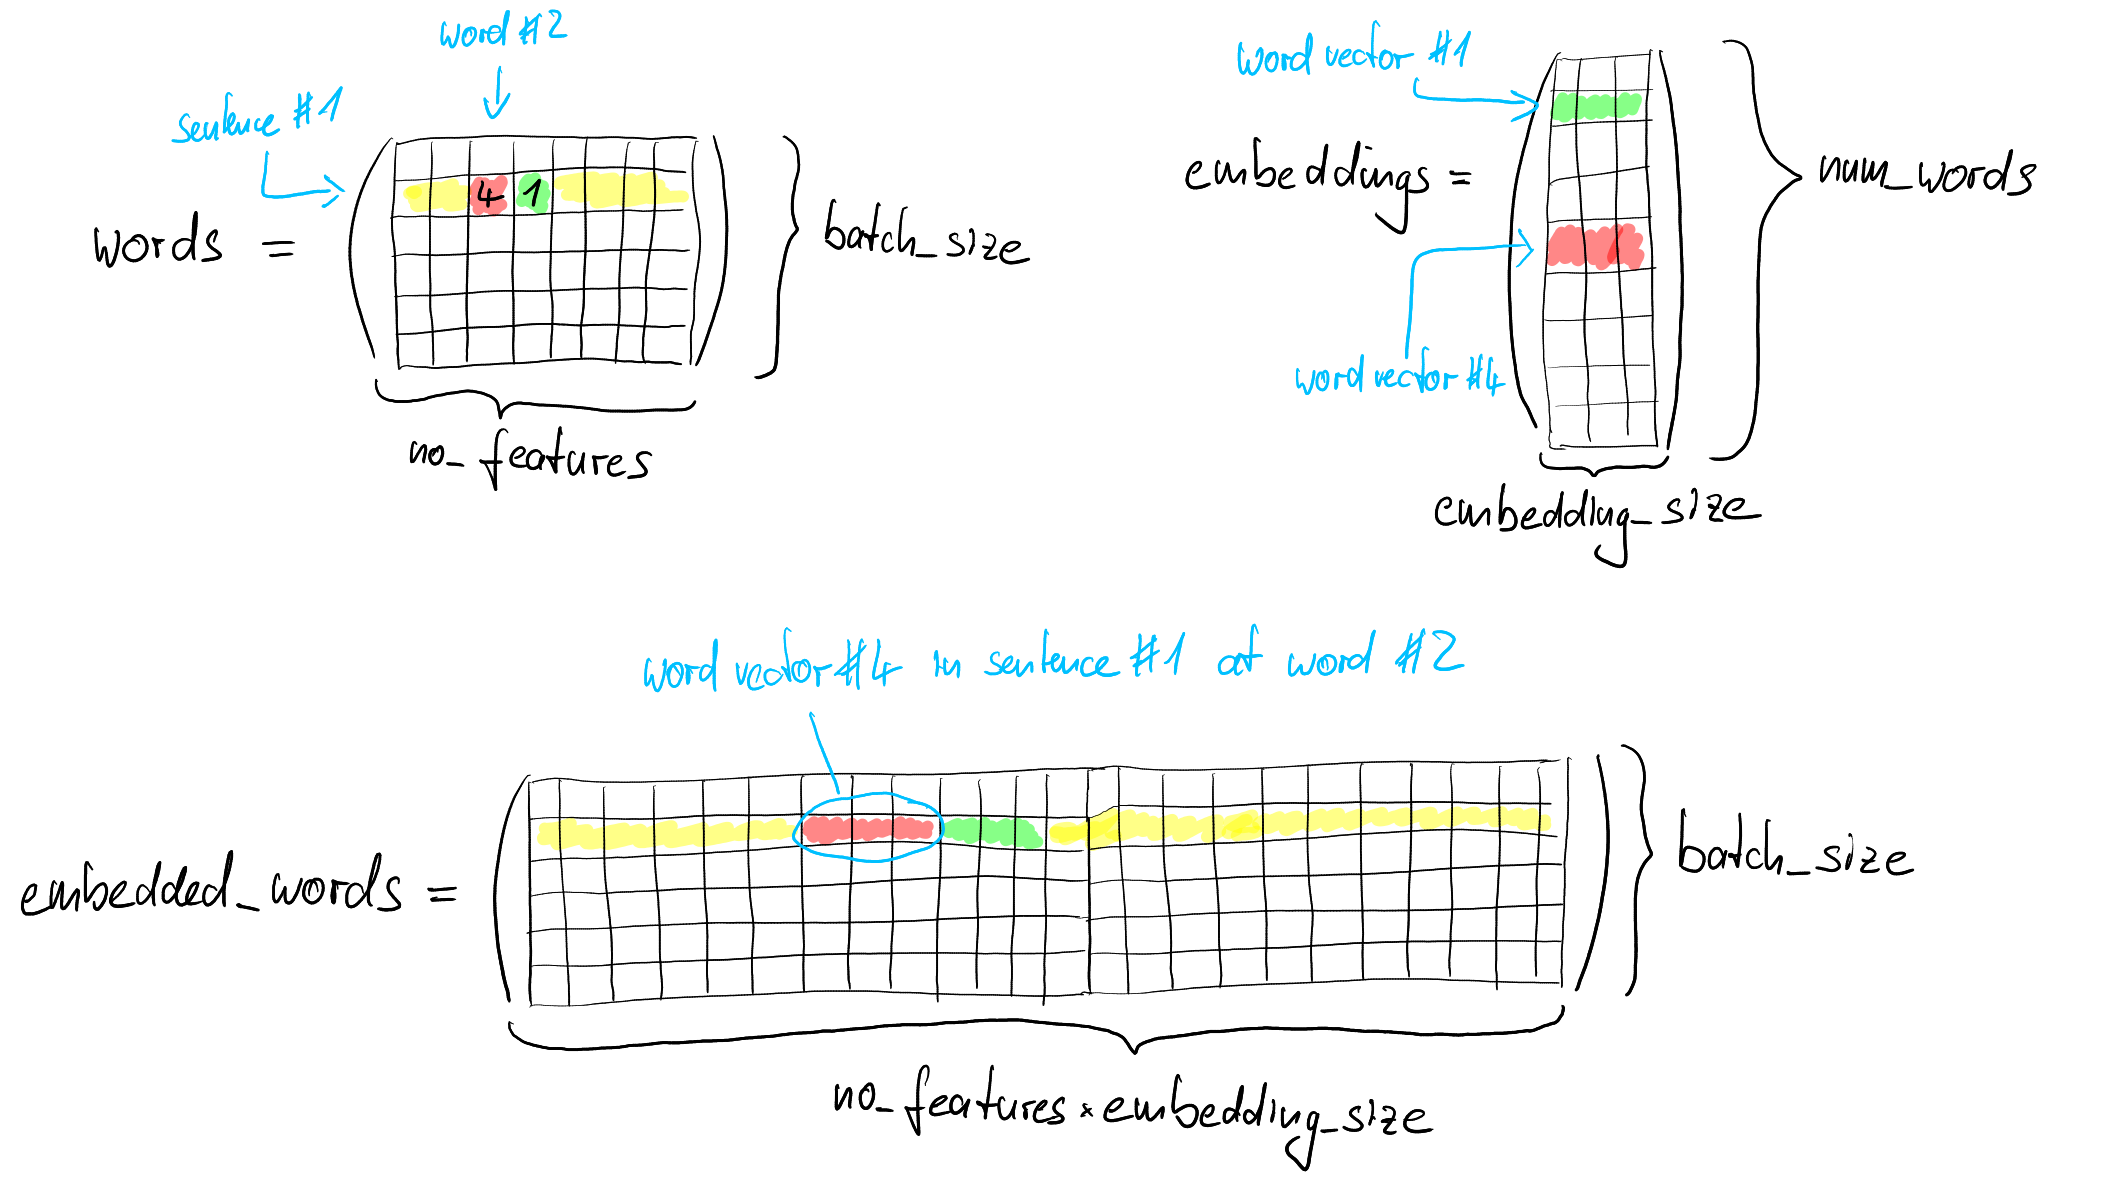 word #2
sentence #1
words =
4 1
batch_size
no_features
word vector #1
embeddings =
num_words
word vector #4
embedding_size
word vector #4 in sentence #1 at word #2
embedded_words =
batch_size
no_features * embedding_size